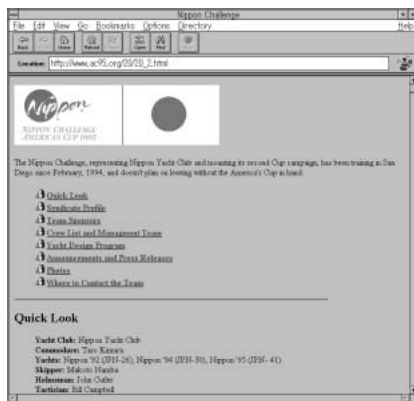 Nippon Challenge
File Edit View Go Bookmarks Options Directory Help
Back Home Reload Open Find
Location: http://www.ac95.org/20/20_2.html
Nippon
NIPPON CHALLENGE
AMERICA'S CUP 1995
The Nippon Challenge, representing Nippon Yacht Club and mounting its second Cup campaign, has been training in San
Diego since February, 1994, and doesn't plan on leaving without the America's Cup in hand.
Quick Look
Syndicate Profile
Team Sponsors
Crew List and Management Team
Yacht Design Program
Announcements and Press Releases
Photos
Where to Contact the Team
Quick Look
Yacht Club: Nippon Yacht Club
Commodore: Taro Kimura
Yachts: Nippon '92 (JPN-26), Nippon '94 (JPN-30), Nippon '95 (JPN- 41)
Skipper: Makoto Namba
Helmsman: John Cutler
Tactician: Bill Campbell